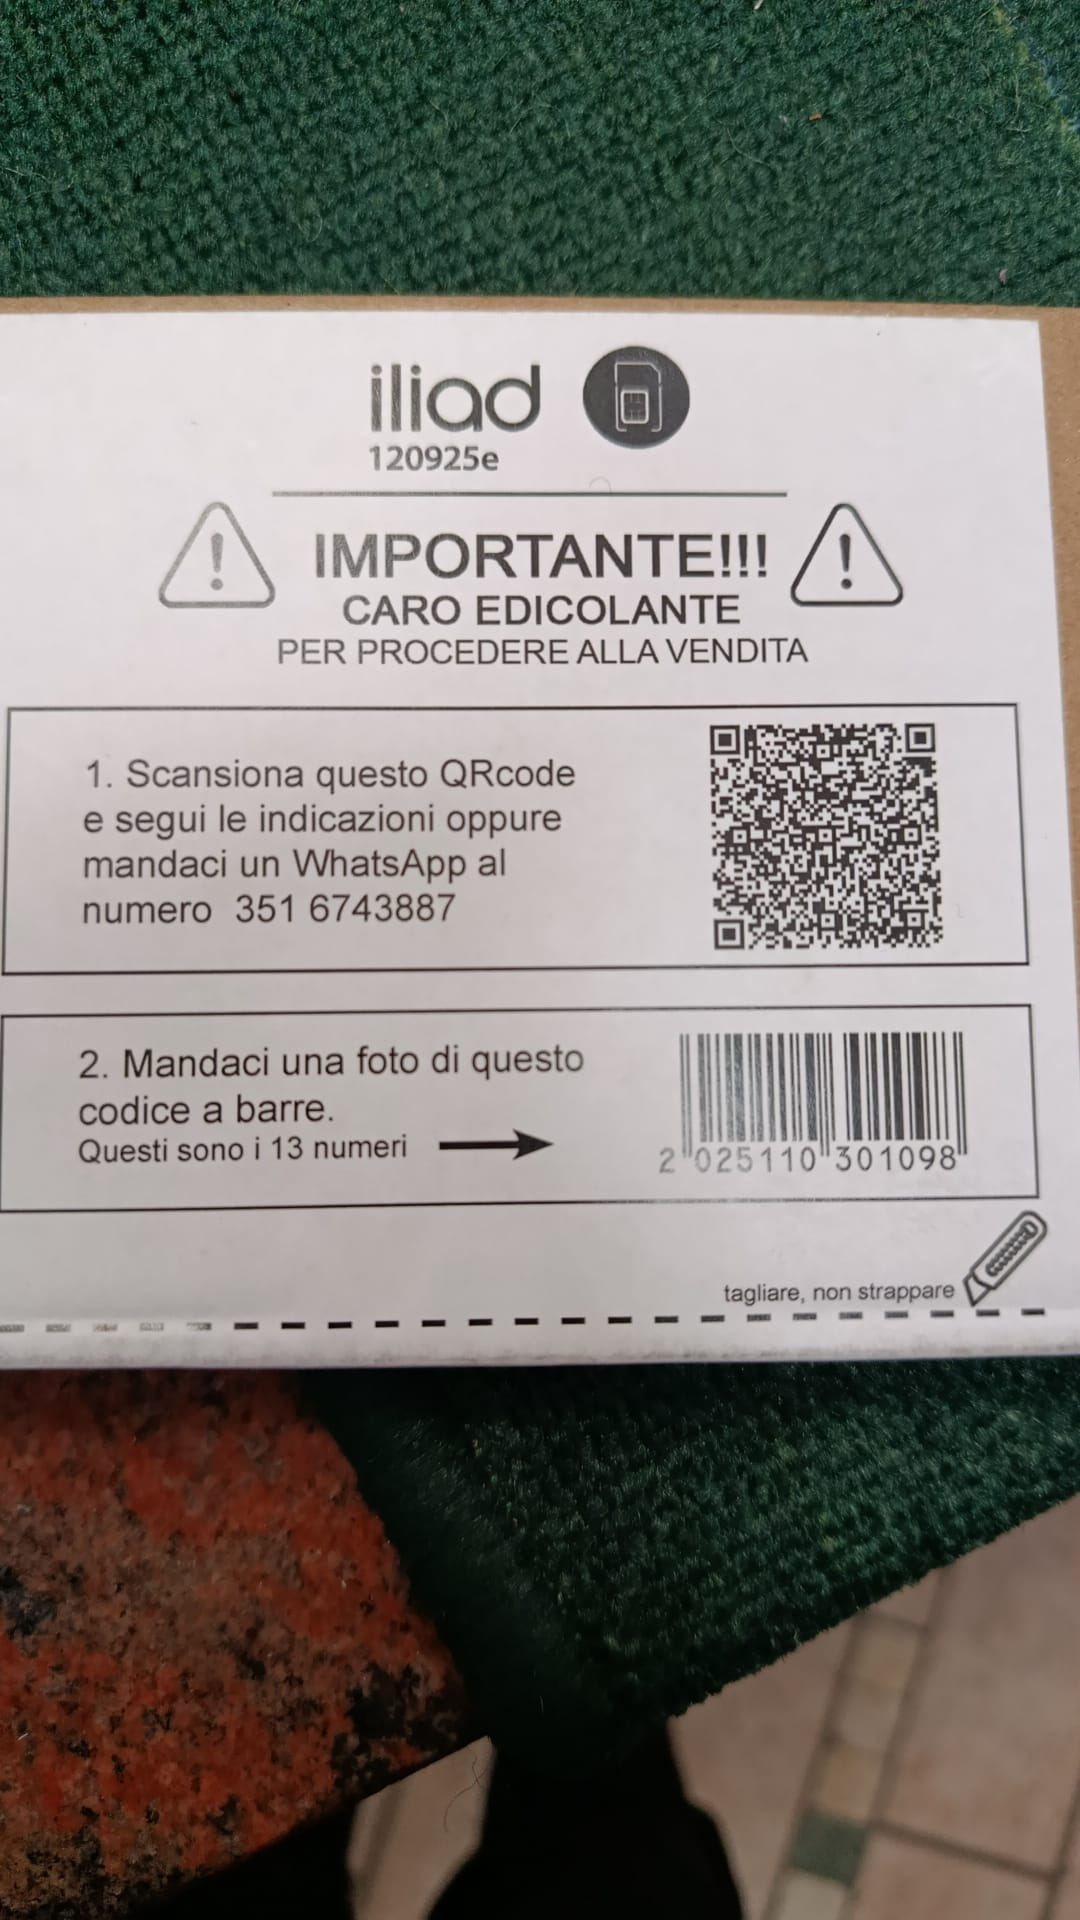 iliad
120925e
IMPORTANTE!!!
CARO EDICOLANTE
PER PROCEDERE ALLA VENDITA
1. Scansiona questo QRcode
e segui le indicazioni oppure
mandaci un WhatsApp al
numero 351 6743887
2. Mandaci una foto di questo
codice a barre.
Questi sono i 13 numeri
2 025110 301098
tagliare, non strappare